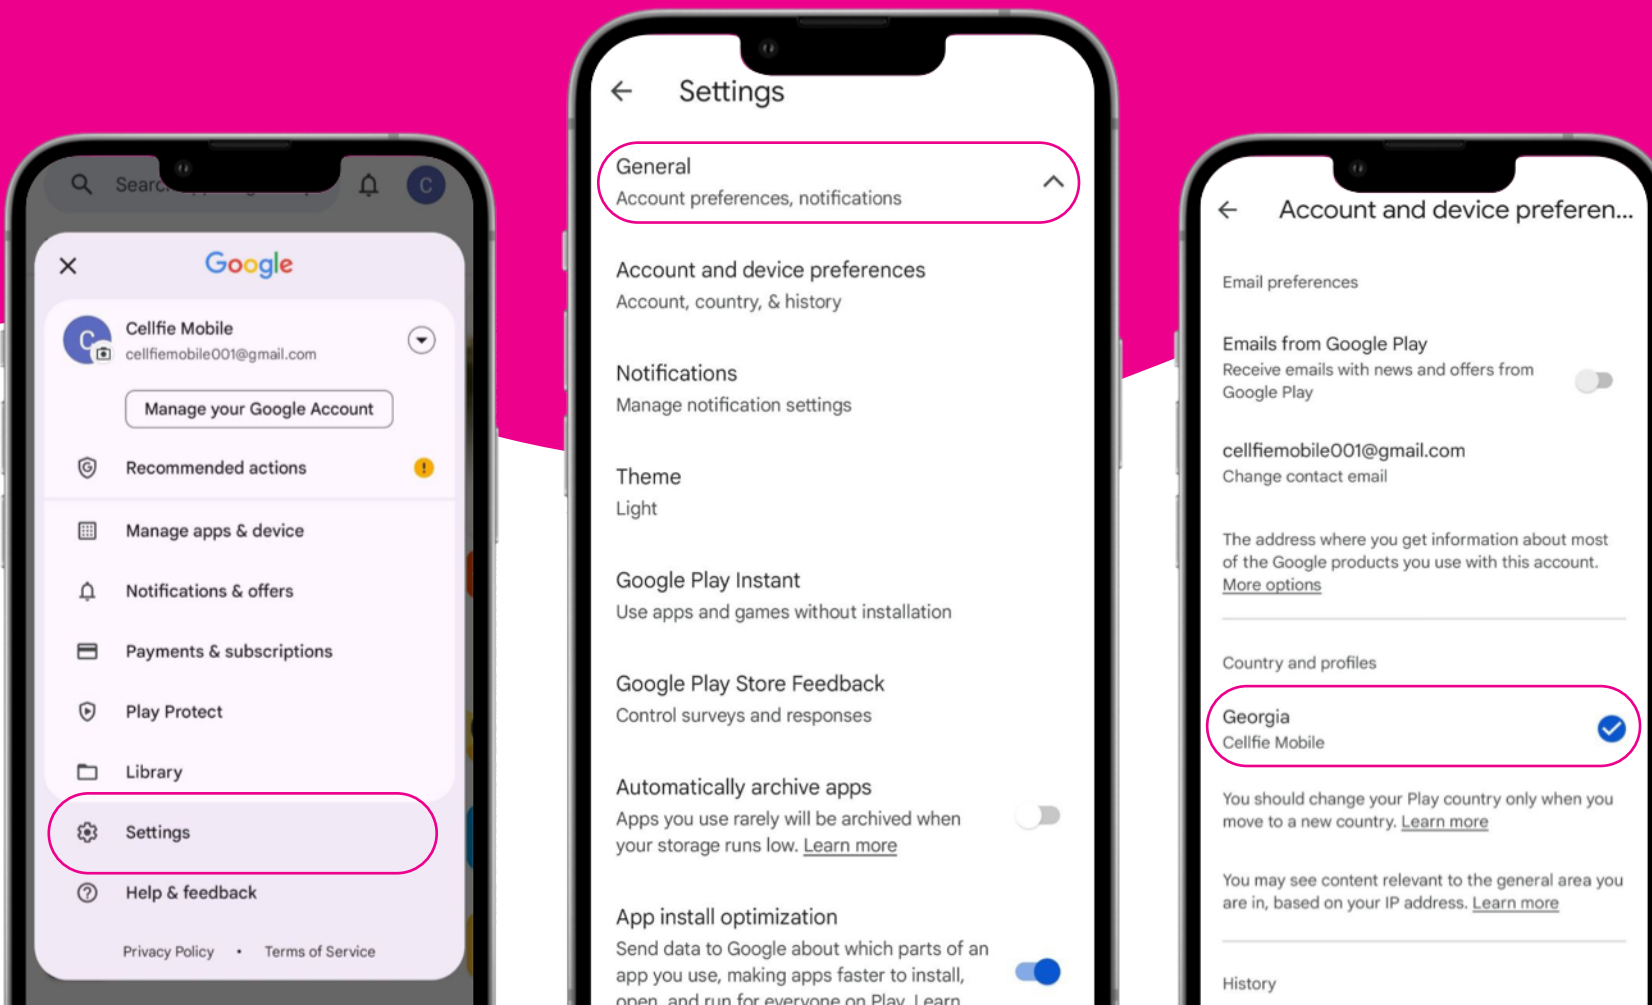 Searc
C
Google
Cellfie Mobile
C
cellfiemobile001@gmail.com
Manage your Google Account
Recommended actions
Manage apps & device
Notifications & offers
Payments & subscriptions
Play Protect
Library
Settings
Help & feedback
Privacy Policy • Terms of Service
Settings
General
Account preferences, notifications
Account and device preferences
Account, country, & history
Notifications
Manage notification settings
Theme
Light
Google Play Instant
Use apps and games without installation
Google Play Store Feedback
Control surveys and responses
Automatically archive apps
Apps you use rarely will be archived when
your storage runs low. Learn more
App install optimization
Send data to Google about which parts of an
app you use, making apps faster to install,
open, and run for everyone on Play. Learn
Account and device preferen...
Email preferences
Emails from Google Play
Receive emails with news and offers from
Google Play
cellfiemobile001@gmail.com
Change contact email
The address where you get information about most
of the Google products you use with this account.
More options
Country and profiles
Georgia
Cellfie Mobile
You should change your Play country only when you
move to a new country. Learn more
You may see content relevant to the general area you
are in, based on your IP address. Learn more
History